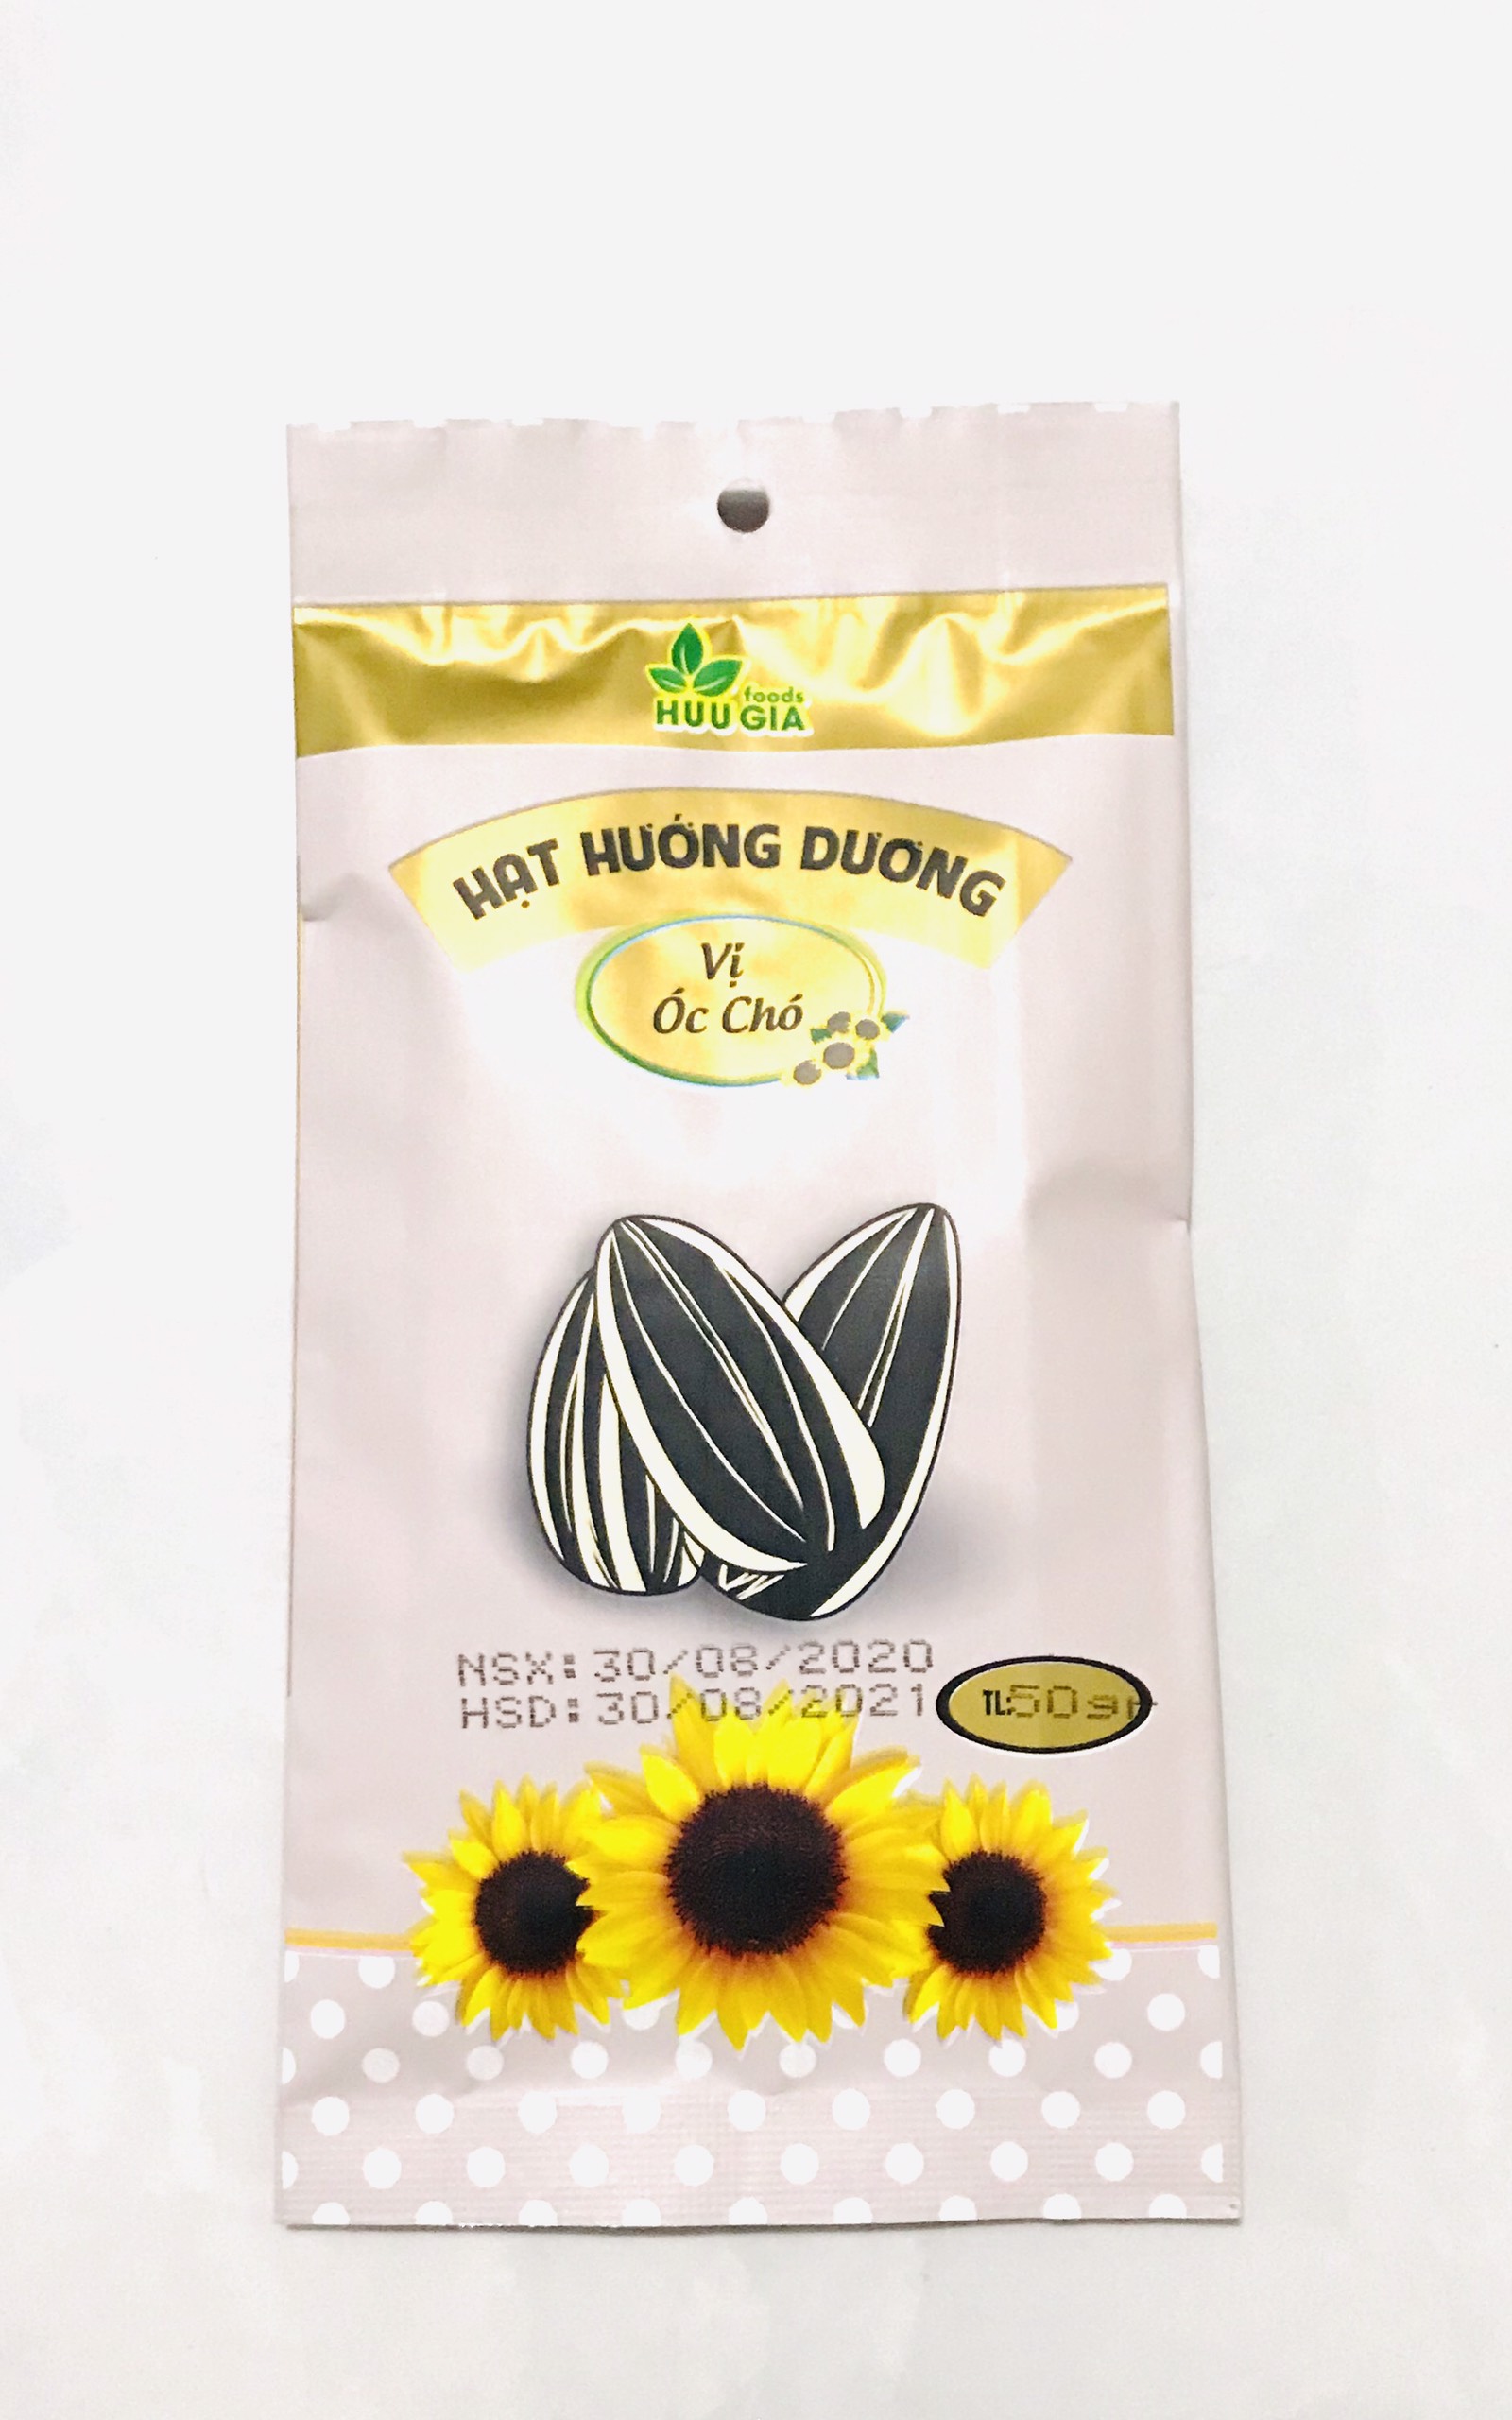 foods
HUU GIA
HẠT HƯỚNG DƯƠNG
Vị
Óc Chó
NSX: 30/08/2020
HSD: 30/08/2021
TL: 50gr